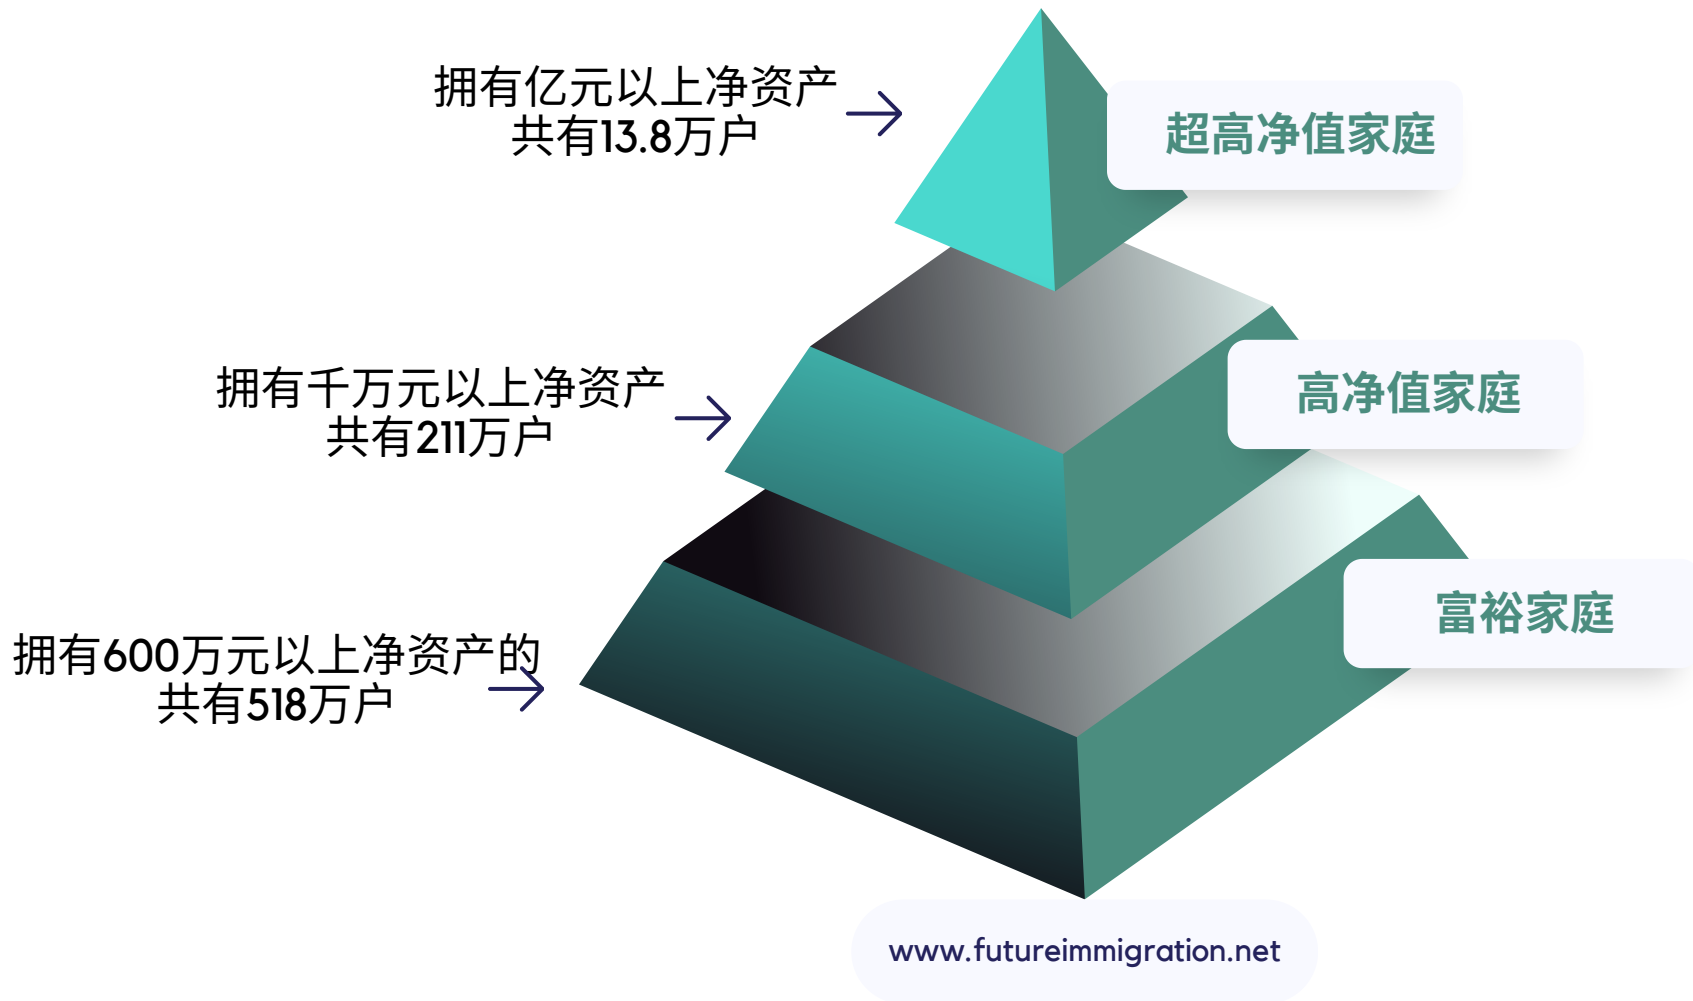 拥有亿元以上净资产
共有13.8万户
超高净值家庭
拥有千万元以上净资产
共有211万户
高净值家庭
拥有600万元以上净资产的
共有518万户
富裕家庭
www.futureimmigration.net